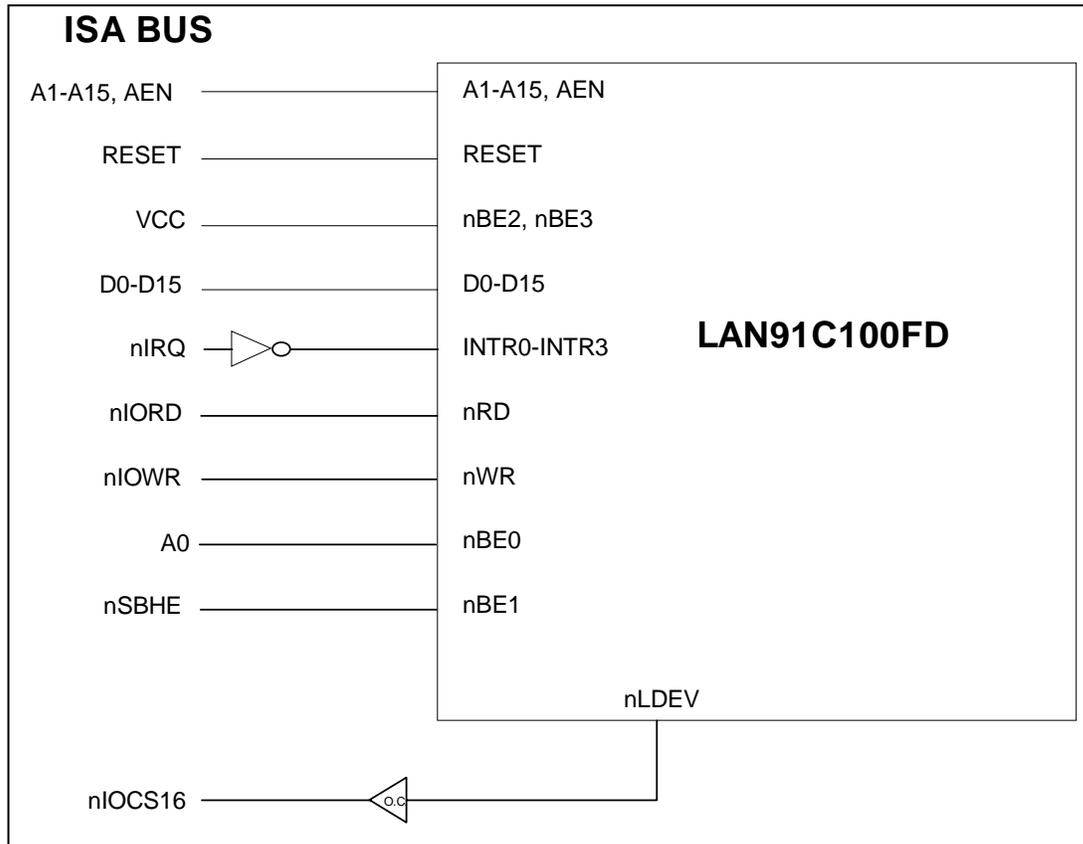 ISA BUS
A1-A15, AEN A1-A15, AEN
RESET RESET
VCC nBE2, nBE3
D0-D15 D0-D15
nIRQ INTR0-INTR3
LAN91C100FD
nIORD nRD
nIOWR nWR
A0 nBE0
nSBHE nBE1
nLDEV
nIOCS16 O.C